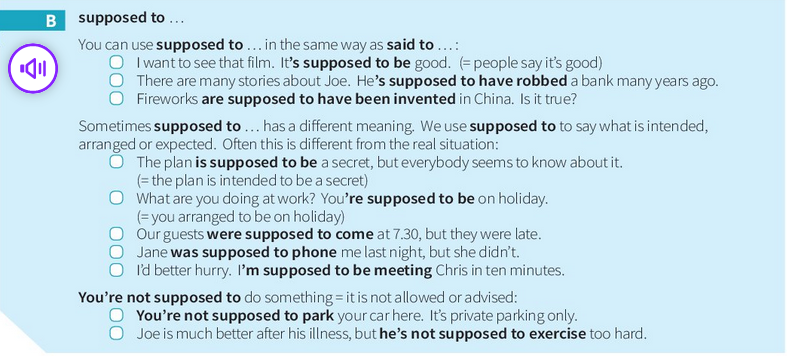 B supposed to …
You can use supposed to … in the same way as said to … :
I want to see that film. It's supposed to be good. (= people say it's good)
There are many stories about Joe. He's supposed to have robbed a bank many years ago.
Fireworks are supposed to have been invented in China. Is it true?
Sometimes supposed to … has a different meaning. We use supposed to to say what is intended,
arranged or expected. Often this is different from the real situation:
The plan is supposed to be a secret, but everybody seems to know about it.
(= the plan is intended to be a secret)
What are you doing at work? You're supposed to be on holiday.
(= you arranged to be on holiday)
Our guests were supposed to come at 7.30, but they were late.
Jane was supposed to phone me last night, but she didn't.
I'd better hurry. I'm supposed to be meeting Chris in ten minutes.
You're not supposed to do something = it is not allowed or advised:
You're not supposed to park your car here. It's private parking only.
Joe is much better after his illness, but he's not supposed to exercise too hard.